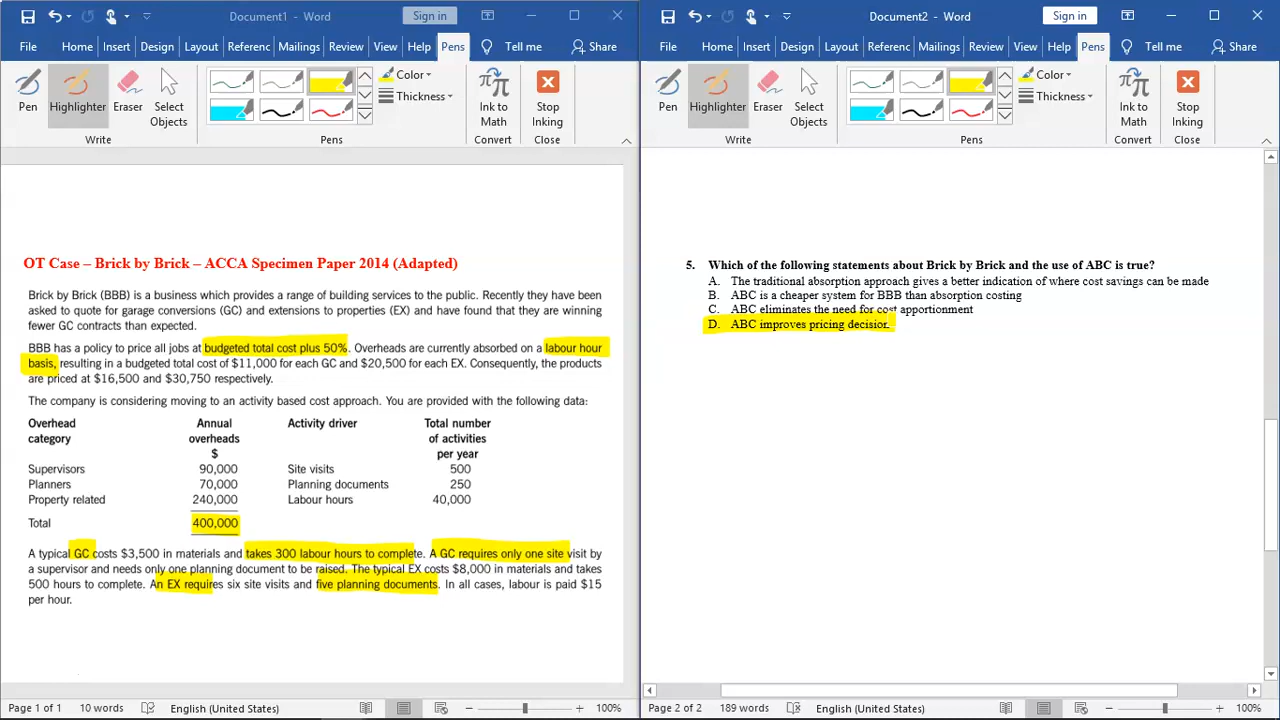 Document1 - Word
Sign in
File Home Insert Design Layout Referenc Mailings Review View Help Pens Tell me Share
Pen Highlighter Eraser Select Objects
Color
Thickness
Ink to Math
Stop Inking
Write Pens Convert Close
OT Case – Brick by Brick – ACCA Specimen Paper 2014 (Adapted)
Brick by Brick (BBB) is a business which provides a range of building services to the public. Recently they have been
asked to quote for garage conversions (GC) and extensions to properties (EX) and have found that they are winning
fewer GC contracts than expected.
BBB has a policy to price all jobs at budgeted total cost plus 50%. Overheads are currently absorbed on a labour hour
basis, resulting in a budgeted total cost of $11,000 for each GC and $20,500 for each EX. Consequently, the products
are priced at $16,500 and $30,750 respectively.
The company is considering moving to an activity based cost approach. You are provided with the following data:
Overhead Annual Activity driver Total number
category overheads of activities
$ per year
Supervisors 90,000 Site visits 500
Planners 70,000 Planning documents 250
Property related 240,000 Labour hours 40,000
Total 400,000
A typical GC costs $3,500 in materials and takes 300 labour hours to complete. A GC requires only one site visit by
a supervisor and needs only one planning document to be raised. The typical EX costs $8,000 in materials and takes
500 hours to complete. An EX requires six site visits and five planning documents. In all cases, labour is paid $15
per hour.
Page 1 of 1 10 words English (United States) 100%
Document2 - Word
Sign in
File Home Insert Design Layout Referenc Mailings Review View Help Pens Tell me Share
Pen Highlighter Eraser Select Objects
Color
Thickness
Ink to Math
Stop Inking
Write Pens Convert Close
5. Which of the following statements about Brick by Brick and the use of ABC is true?
A. The traditional absorption approach gives a better indication of where cost savings can be made
B. ABC is a cheaper system for BBB than absorption costing
C. ABC eliminates the need for cost apportionment
D. ABC improves pricing decision
Page 2 of 2 189 words English (United States) 100%